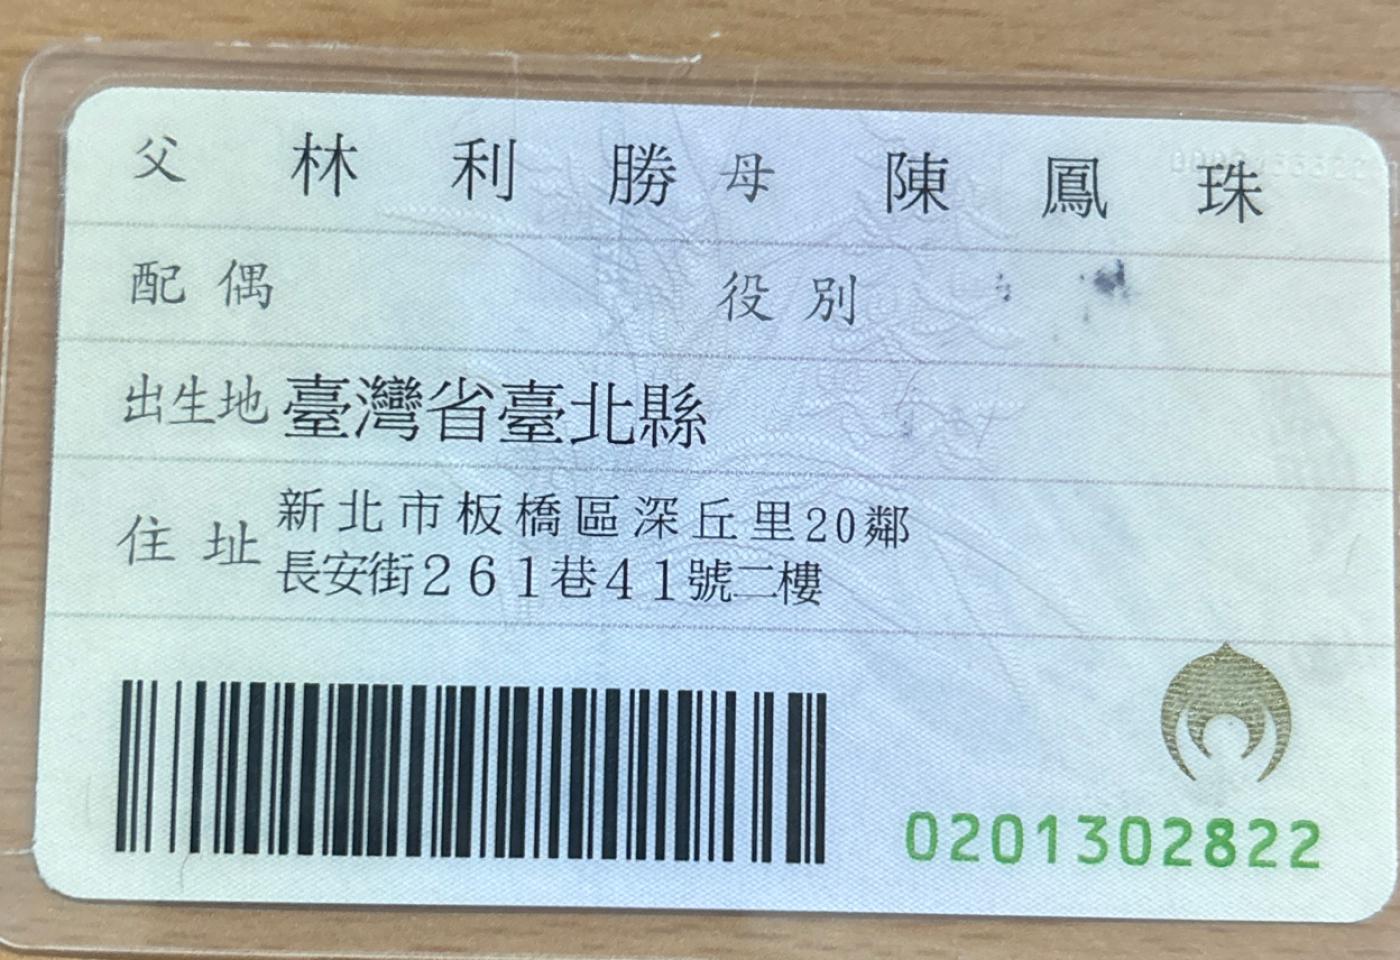 父 林利勝 母 陳鳳珠
配偶 役別
出生地 臺灣省臺北縣
住址 新北市板橋區深丘里20鄰
長安街261巷41號二樓
0201302822